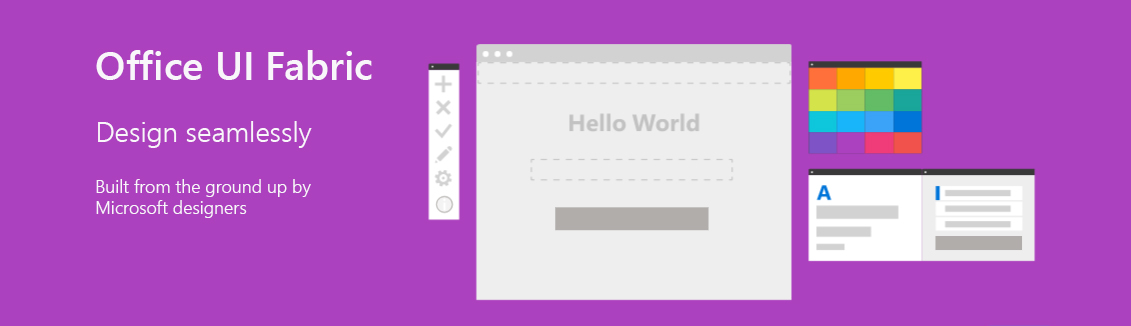 Office UI Fabric
Design seamlessly
Built from the ground up by
Microsoft designers
Hello World
A